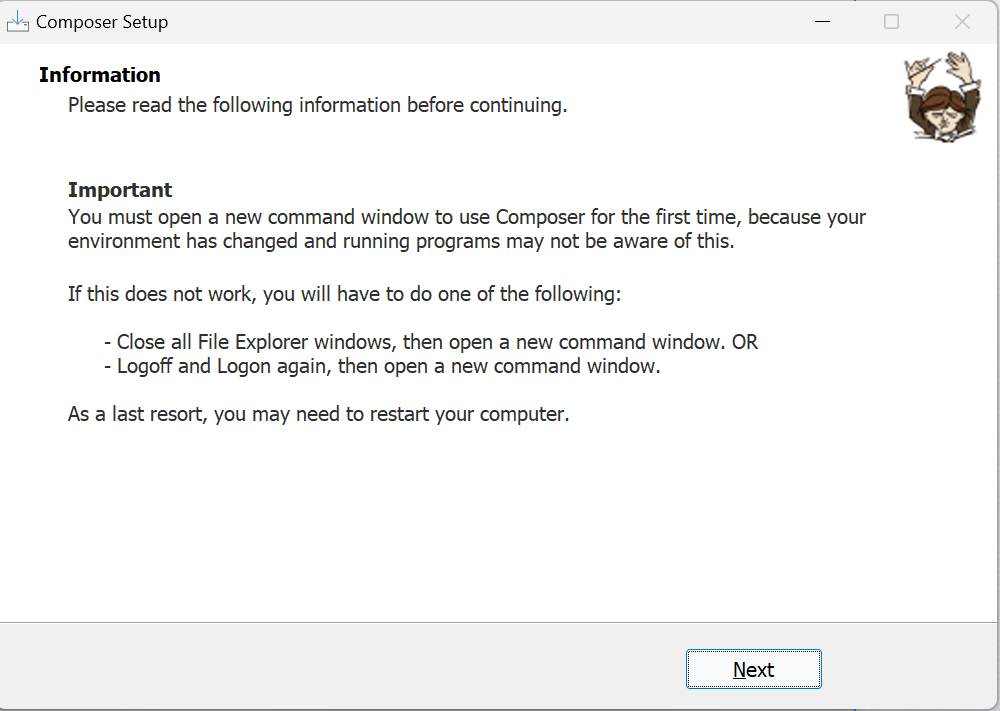 Composer Setup
Information
Please read the following information before continuing.
Important
You must open a new command window to use Composer for the first time, because your
environment has changed and running programs may not be aware of this.
If this does not work, you will have to do one of the following:
- Close all File Explorer windows, then open a new command window. OR
- Logoff and Logon again, then open a new command window.
As a last resort, you may need to restart your computer.
Next